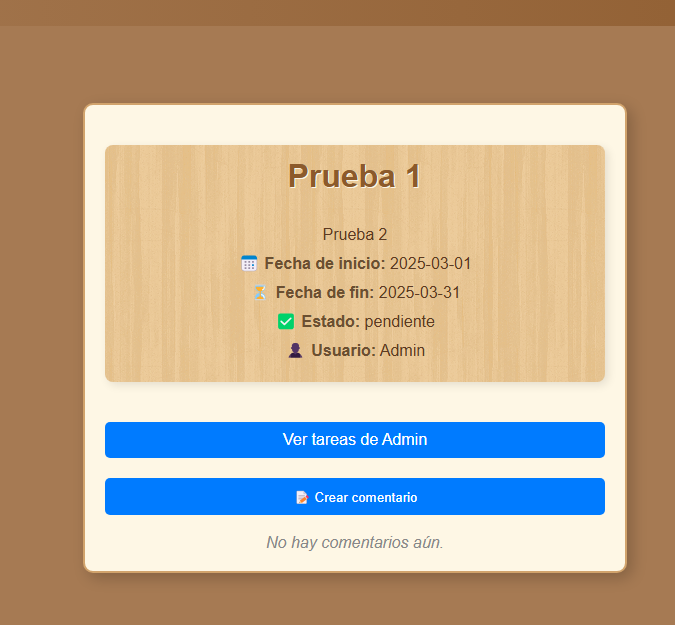 Prueba 1
Prueba 2
Fecha de inicio: 2025-03-01
Fecha de fin: 2025-03-31
Estado: pendiente
Usuario: Admin
Ver tareas de Admin
Crear comentario
No hay comentarios aún.